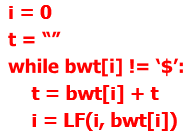 i = 0
t = “”
while bwt[i] != ‘$’:
    t = bwt[i] + t
    i = LF(i, bwt[i])